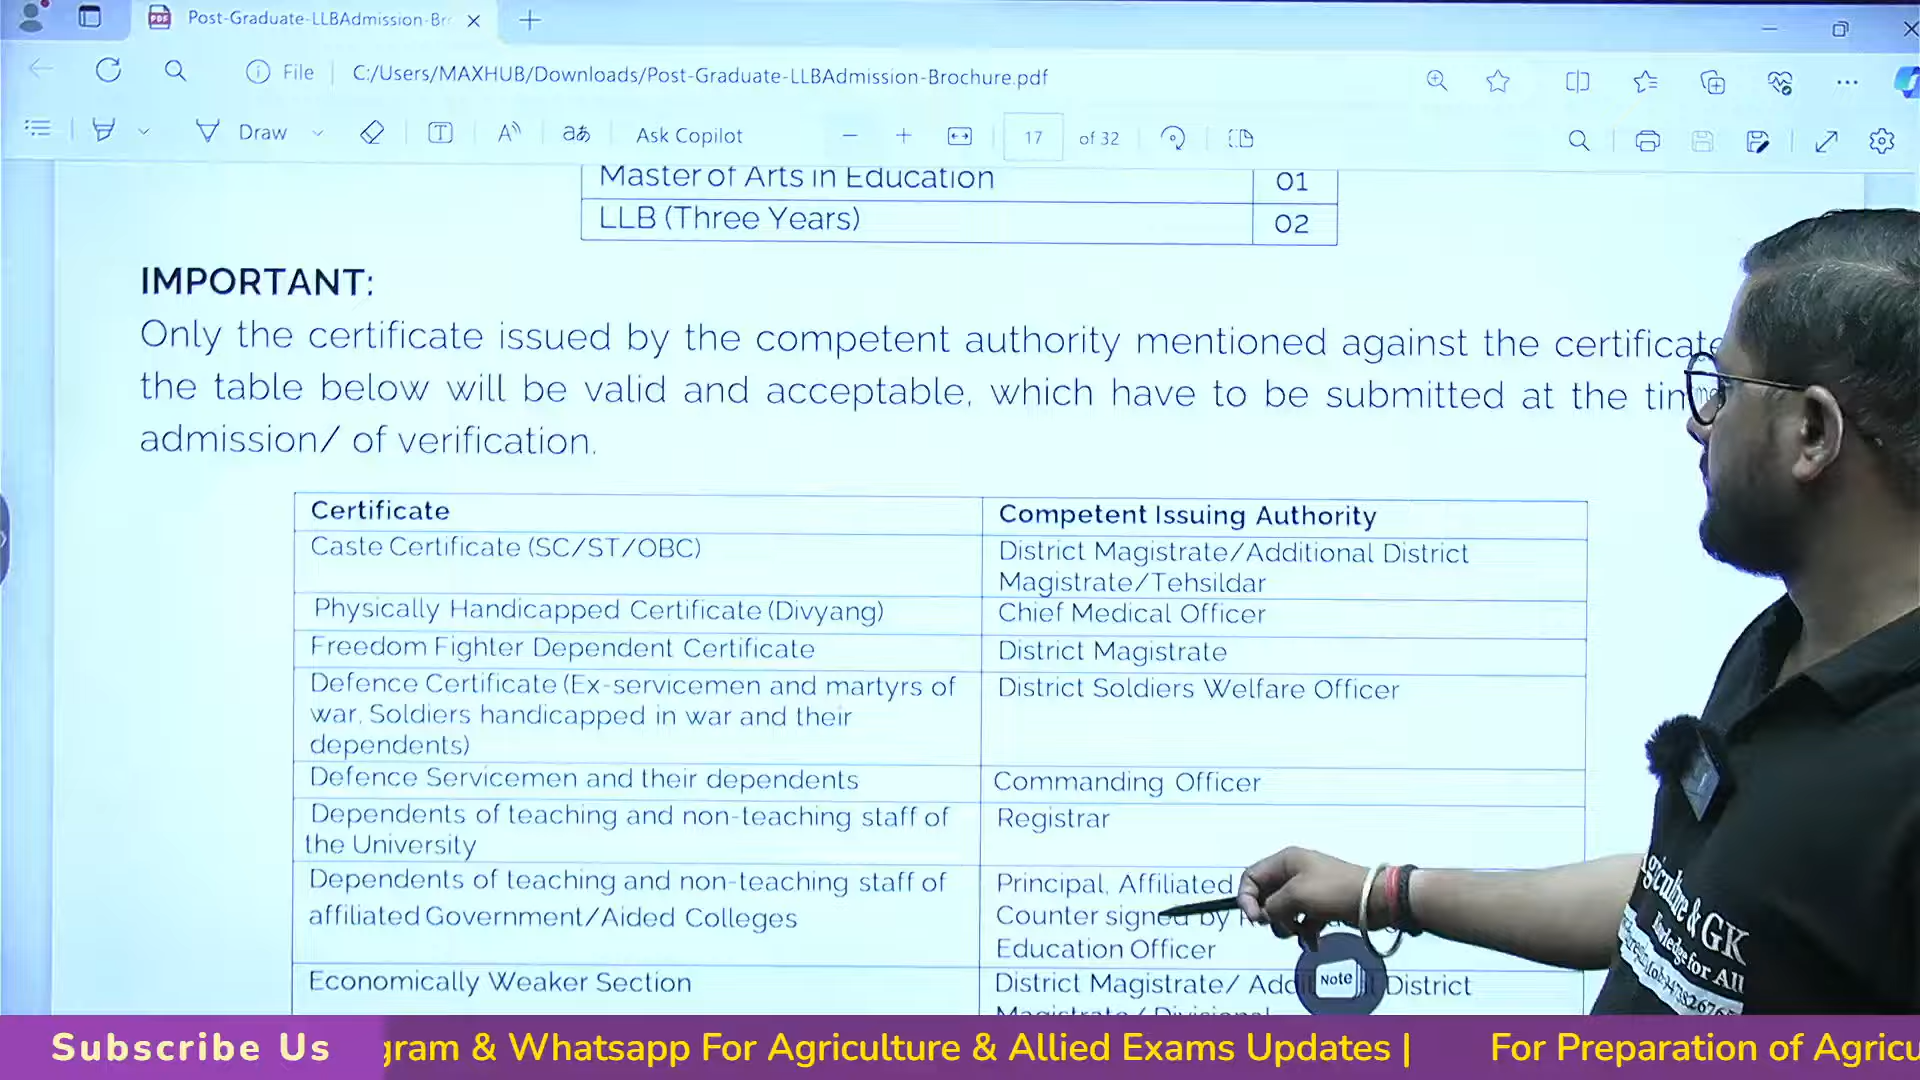 Post-Graduate-LLBAdmission-Br
File
C:/Users/MAXHUB/Downloads/Post-Graduate-LLBAdmission-Brochure.pdf
Draw
Ask Copilot
17 of 32
Master of Arts in Education 01
LLB (Three Years) 02
IMPORTANT:
Only the certificate issued by the competent authority mentioned against the certificate
the table below will be valid and acceptable, which have to be submitted at the
admission/ of verification.
Certificate Competent Issuing Authority
Caste Certificate (SC/ST/OBC) District Magistrate/Additional District
Magistrate/Tehsildar
Physically Handicapped Certificate (Divyang) Chief Medical Officer
Freedom Fighter Dependent Certificate District Magistrate
Defence Certificate (Ex-servicemen and martyrs of District Soldiers Welfare Officer
war, Soldiers handicapped in war and their
dependents)
Defence Servicemen and their dependents Commanding Officer
Dependents of teaching and non-teaching staff of Registrar
the University
Dependents of teaching and non-teaching staff of Principal, Affiliated
affiliated Government/Aided Colleges Counter signed by
Education Officer
Economically Weaker Section District Magistrate/ District
Note
Agriculture & GK
Knowledge for All
Subscribe Us
gram & Whatsapp For Agriculture & Allied Exams Updates |
For Preparation of Agricu